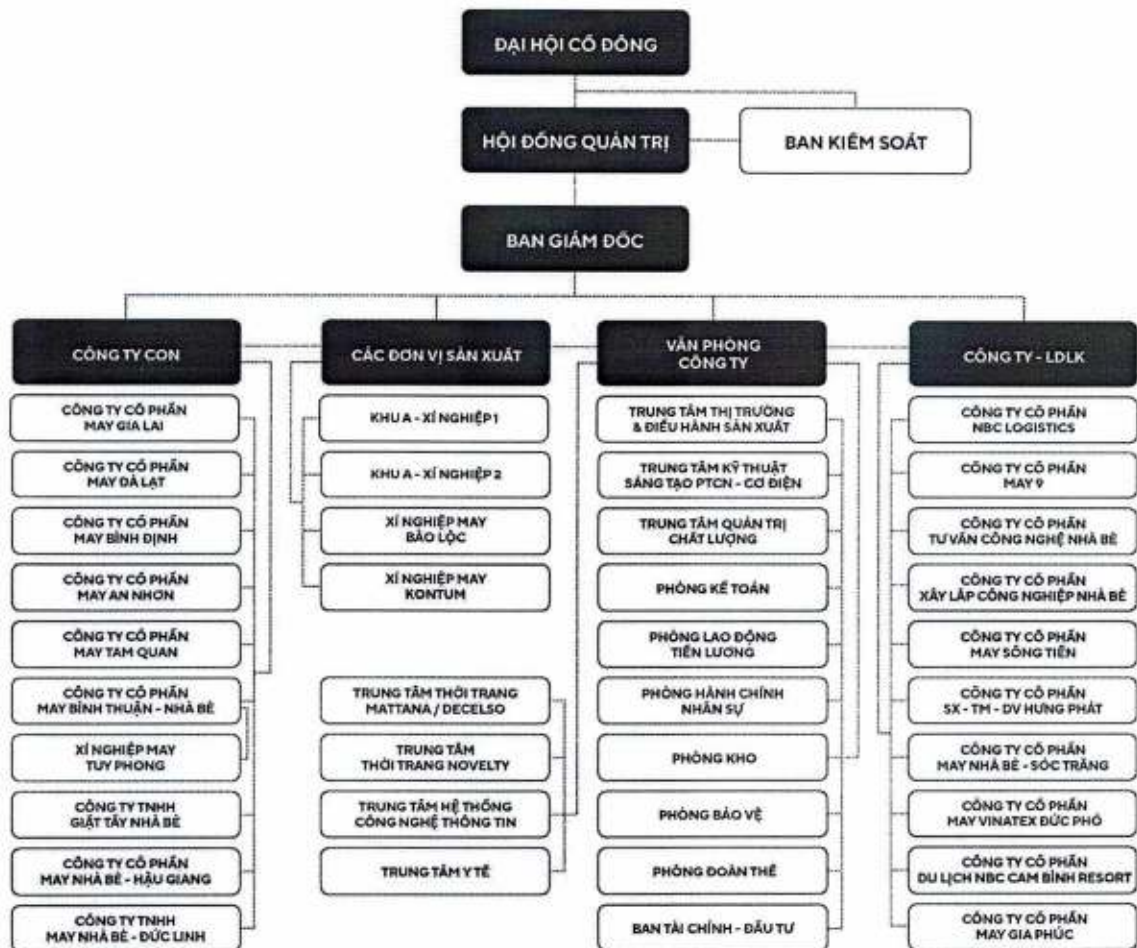 ĐẠI HỘI CỔ ĐÔNG
HỘI ĐỒNG QUẢN TRỊ
BAN KIỂM SOÁT
BAN GIÁM ĐỐC
CÔNG TY CON
CÔNG TY CỔ PHẦN
MAY GIA LAI
CÔNG TY CỔ PHẦN
MAY ĐÀ LẠT
CÔNG TY CỔ PHẦN
MAY BÌNH ĐỊNH
CÔNG TY CỔ PHẦN
MAY AN NHƠN
CÔNG TY CỔ PHẦN
MAY TAM QUAN
CÔNG TY CỔ PHẦN
MAY BÌNH THUẬN - NHÀ BÈ
XÍ NGHIỆP MAY
TUY PHONG
CÔNG TY TNHH
GIẶT TẨY NHÀ BÈ
CÔNG TY CỔ PHẦN
MAY NHÀ BÈ - HẬU GIANG
CÔNG TY TNHH
MAY NHÀ BÈ - ĐỨC LINH
CÁC ĐƠN VỊ SẢN XUẤT
KHU A - XÍ NGHIỆP 1
KHU A - XÍ NGHIỆP 2
XÍ NGHIỆP MAY
BẢO LỘC
XÍ NGHIỆP MAY
KONTUM
TRUNG TÂM THỜI TRANG
MATTANA / DECELSO
TRUNG TÂM
THỜI TRANG NOVELTY
TRUNG TÂM HỆ THỐNG
CÔNG NGHỆ THÔNG TIN
TRUNG TÂM Y TẾ
VĂN PHÒNG
CÔNG TY
TRUNG TÂM THỊ TRƯỜNG
& ĐIỀU HÀNH SẢN XUẤT
TRUNG TÂM KỸ THUẬT
SÁNG TẠO PTCN - CƠ ĐIỆN
TRUNG TÂM QUẢN TRỊ
CHẤT LƯỢNG
PHÒNG KẾ TOÁN
PHÒNG LAO ĐỘNG
TIỀN LƯƠNG
PHÒNG HÀNH CHÍNH
NHÂN SỰ
PHÒNG KHO
PHÒNG BẢO VỆ
PHÒNG ĐOÀN THỂ
BAN TÀI CHÍNH - ĐẦU TƯ
CÔNG TY - LDLK
CÔNG TY CỔ PHẦN
NBC LOGISTICS
CÔNG TY CỔ PHẦN
MAY 9
CÔNG TY CỔ PHẦN
TƯ VẤN CÔNG NGHỆ NHÀ BÈ
CÔNG TY CỔ PHẦN
XÂY LẮP CÔNG NGHIỆP NHÀ BÈ
CÔNG TY CỔ PHẦN
MAY SÔNG TIỀN
CÔNG TY CỔ PHẦN
SX - TM - DV HƯNG PHÁT
CÔNG TY CỔ PHẦN
MAY NHÀ BÈ - SÓC TRĂNG
CÔNG TY CỔ PHẦN
MAY VINATEX ĐỨC PHỔ
CÔNG TY CỔ PHẦN
DU LỊCH NBC CAM BÌNH RESORT
CÔNG TY CỔ PHẦN
MAY GIA PHÚC